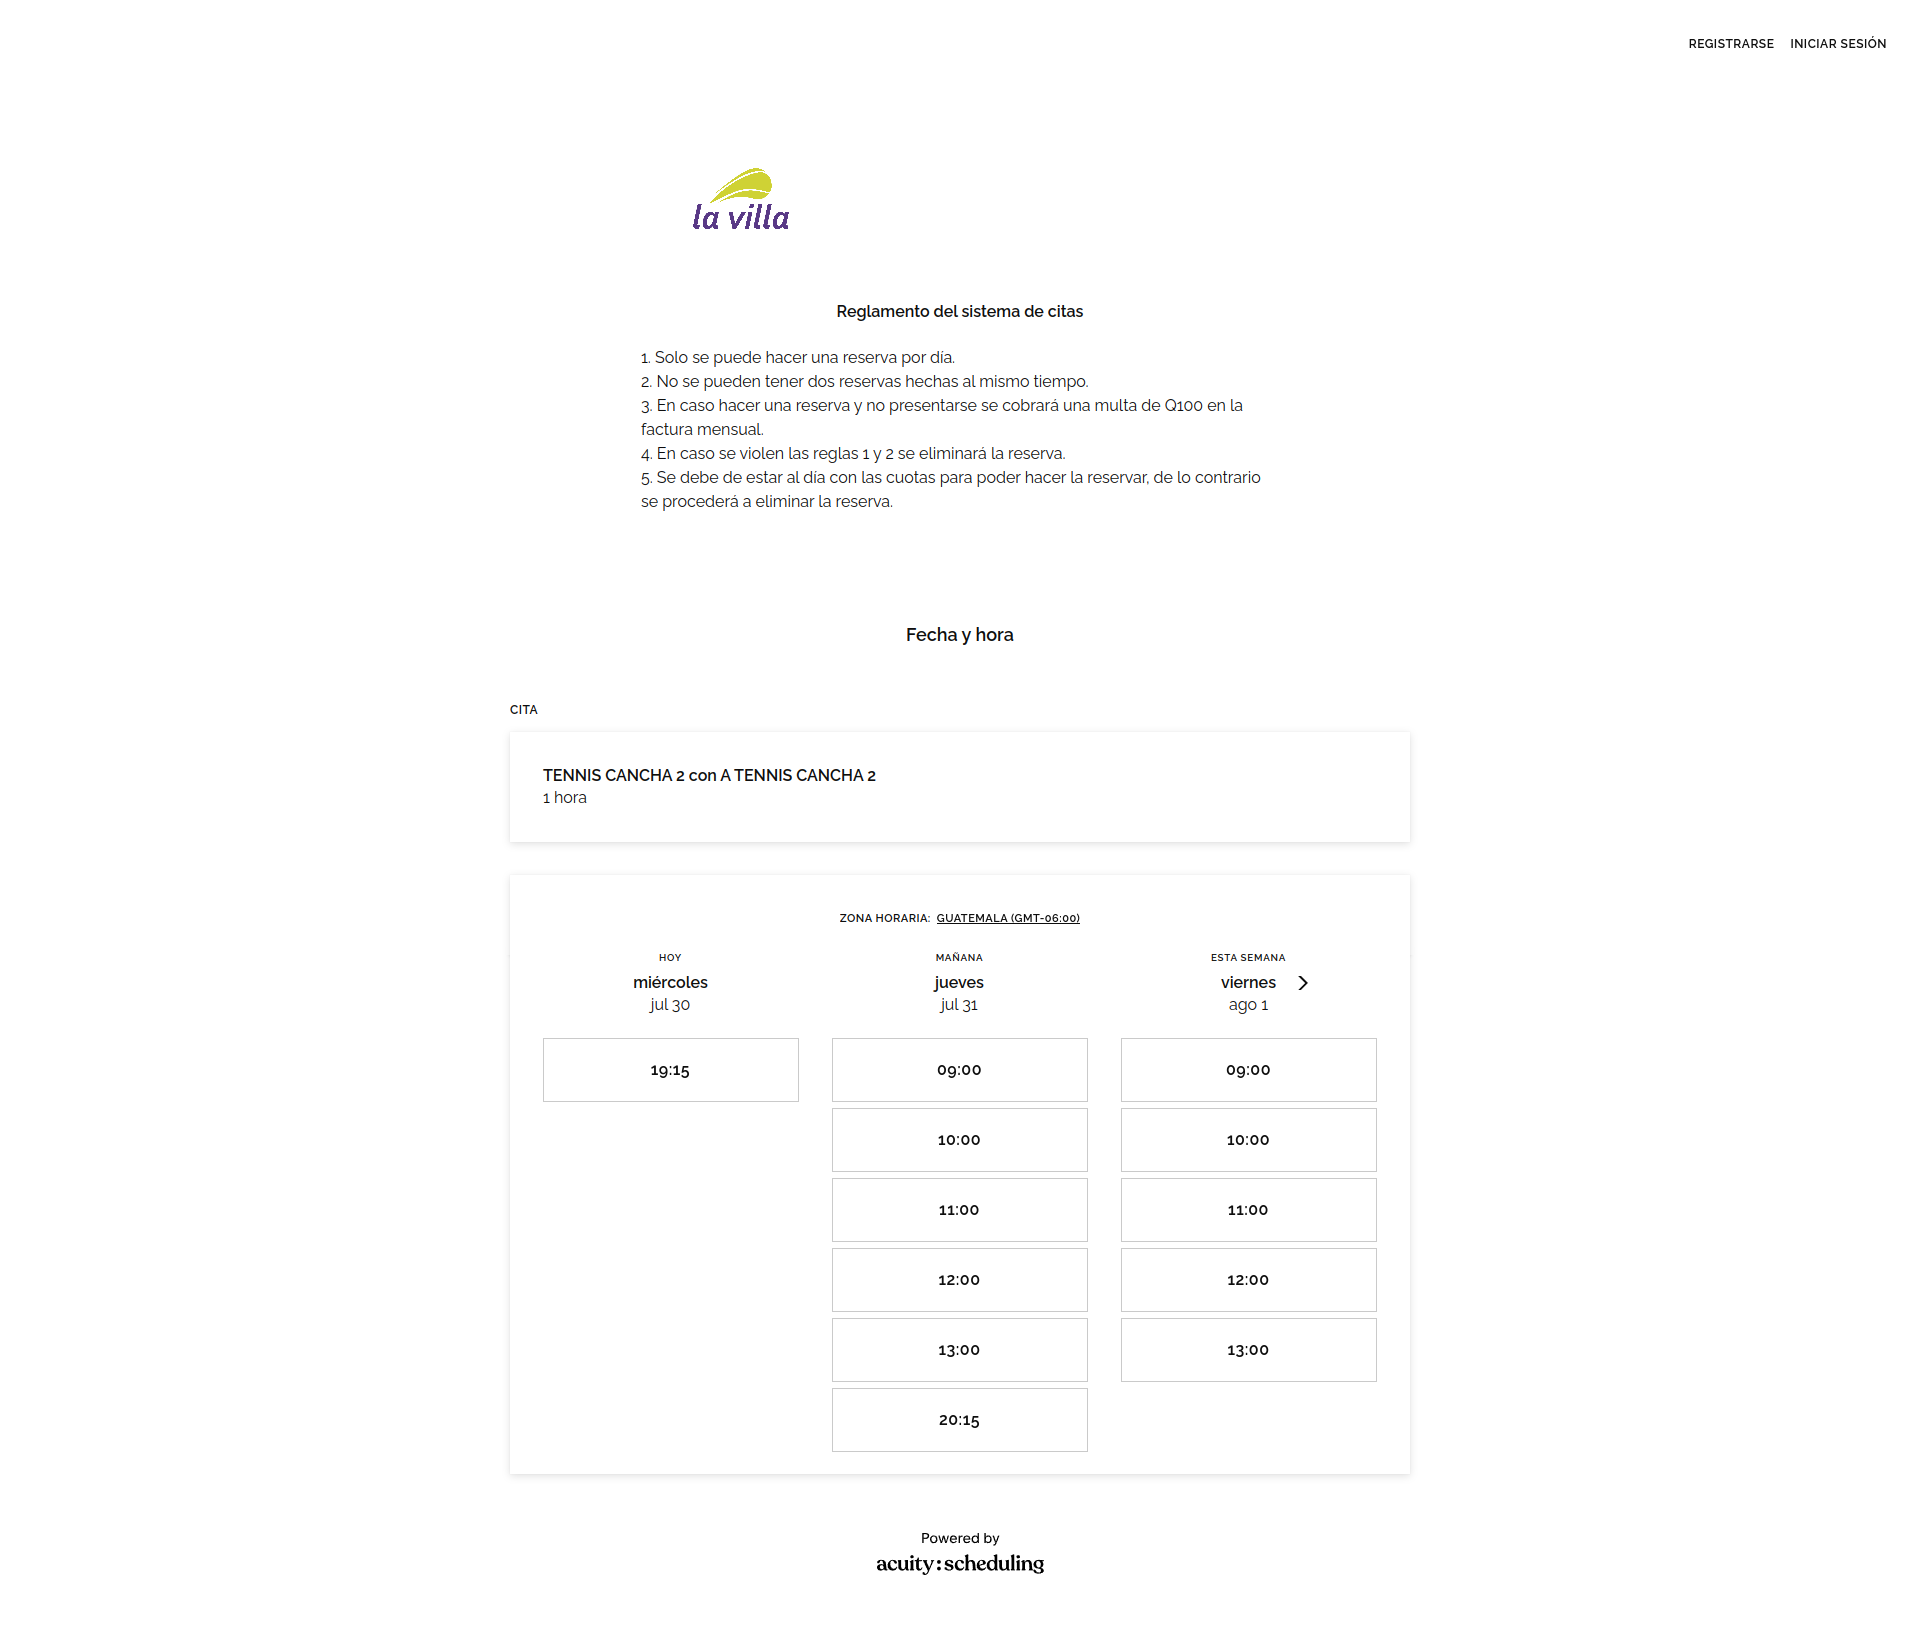 REGISTRARSE INICIAR SESIÓN
la villa
Reglamento del sistema de citas
1. Solo se puede hacer una reserva por día.
2. No se pueden tener dos reservas hechas al mismo tiempo.
3. En caso hacer una reserva y no presentarse se cobrará una multa de Q100 en la
factura mensual.
4. En caso se violen las reglas 1 y 2 se eliminará la reserva.
5. Se debe de estar al día con las cuotas para poder hacer la reservar, de lo contrario
se procederá a eliminar la reserva.
Fecha y hora
CITA
TENNIS CANCHA 2 con A TENNIS CANCHA 2
1 hora
ZONA HORARIA: GUATEMALA (GMT-06:00)
HOY
miércoles
jul 30
19:15
MAÑANA
jueves
jul 31
09:00
10:00
11:00
12:00
13:00
20:15
ESTA SEMANA
viernes
ago 1
09:00
10:00
11:00
12:00
13:00
Powered by
acuity:scheduling